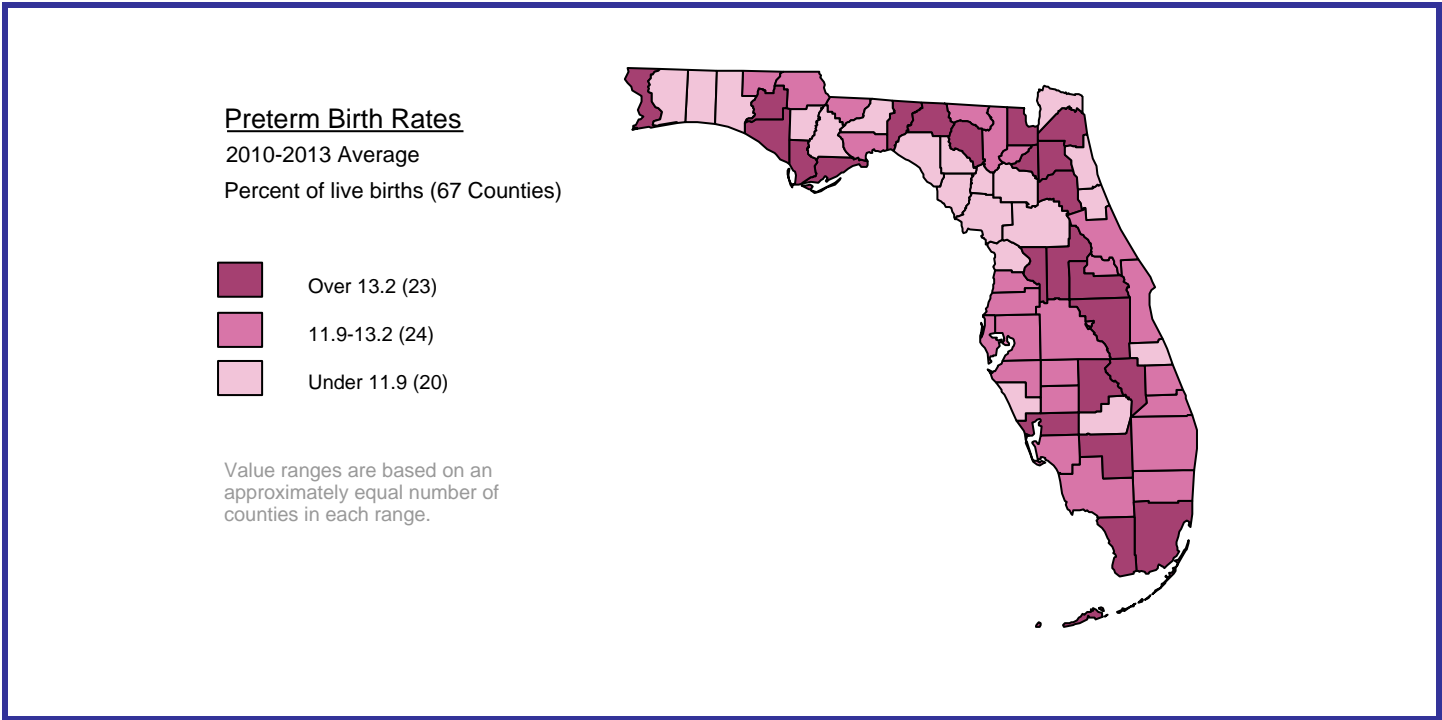 Preterm Birth Rates
2010-2013 Average
Percent of live births (67 Counties)
Over 13.2 (23)
11.9-13.2 (24)
Under 11.9 (20)
Value ranges are based on an
approximately equal number of
counties in each range.